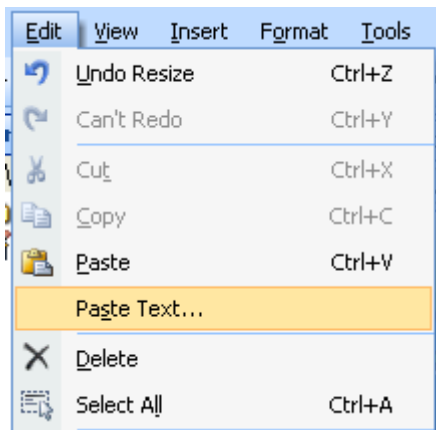 Edit View Insert Format Tools
Undo Resize Ctrl+Z
Can't Redo Ctrl+Y
Cut Ctrl+X
Copy Ctrl+C
Paste Ctrl+V
Paste Text...
Delete
Select All Ctrl+A